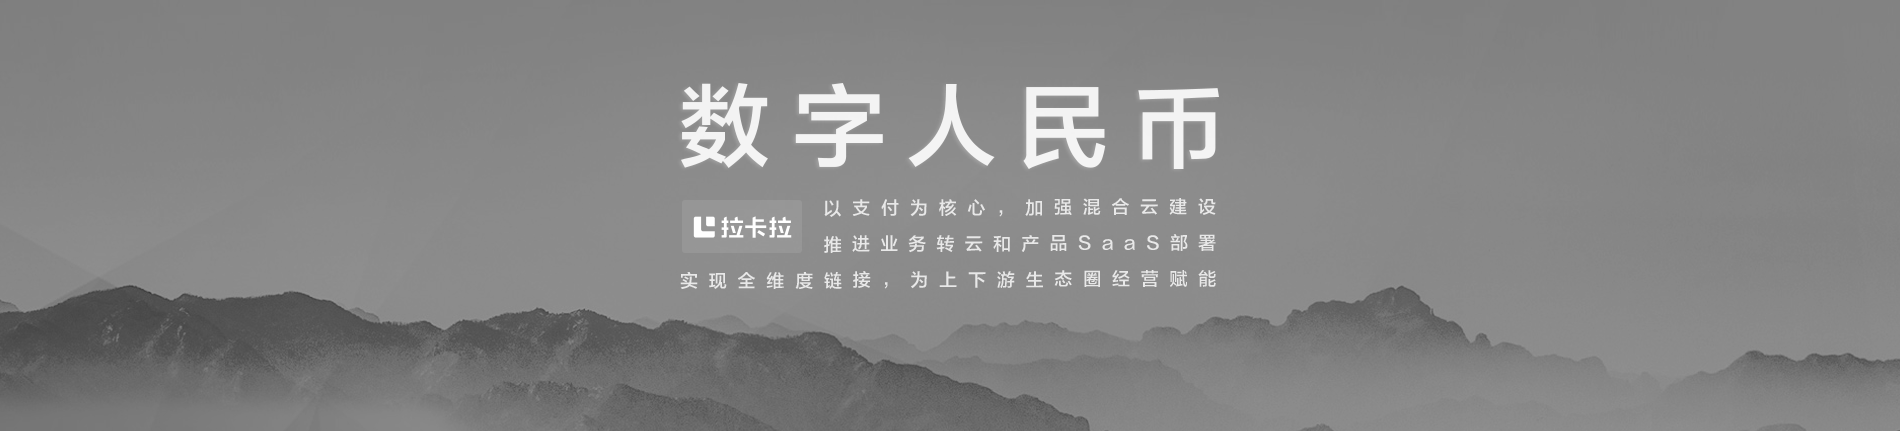 数字人民币
拉卡拉
以支付为核心，加强混合云建设
推进业务转云和产品SaaS部署
实现全维度链接，为上下游生态圈经营赋能